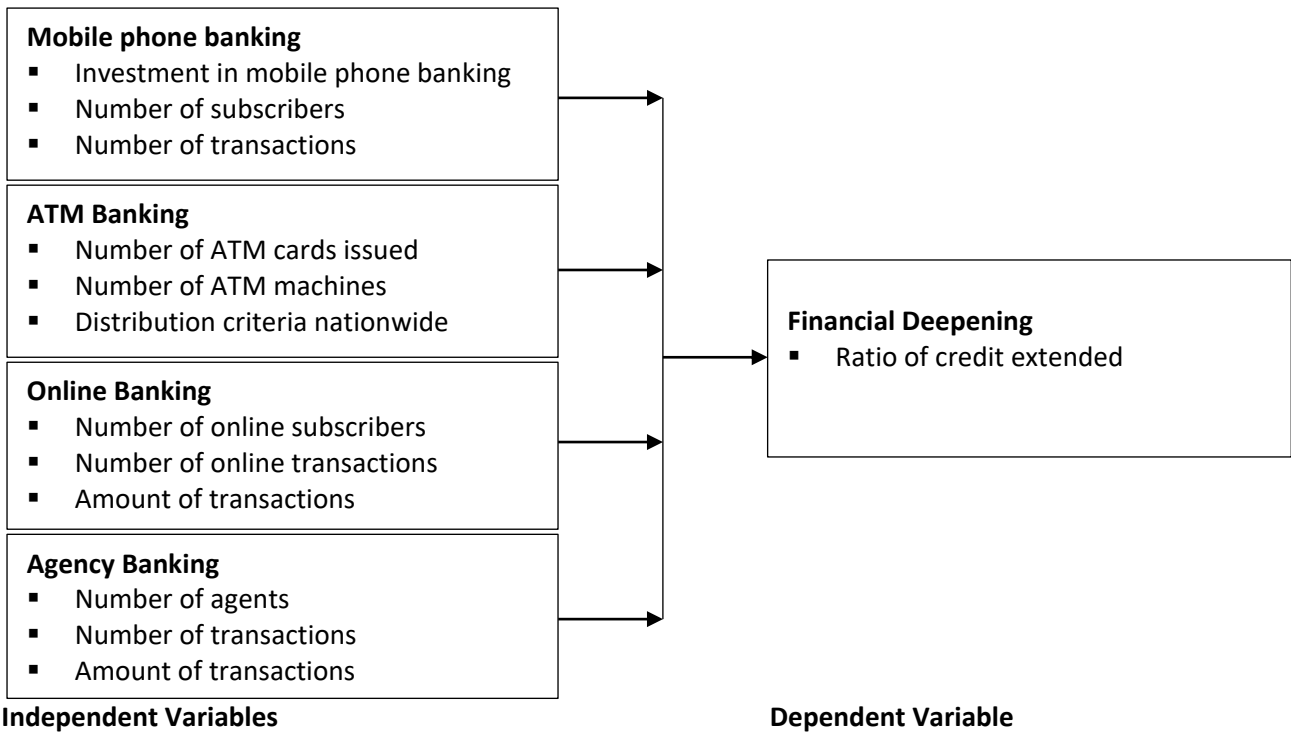 Mobile phone banking
▪ Investment in mobile phone banking
▪ Number of subscribers
▪ Number of transactions
ATM Banking
▪ Number of ATM cards issued
▪ Number of ATM machines
▪ Distribution criteria nationwide
Online Banking
▪ Number of online subscribers
▪ Number of online transactions
▪ Amount of transactions
Agency Banking
▪ Number of agents
▪ Number of transactions
▪ Amount of transactions
Independent Variables
Financial Deepening
▪ Ratio of credit extended
Dependent Variable